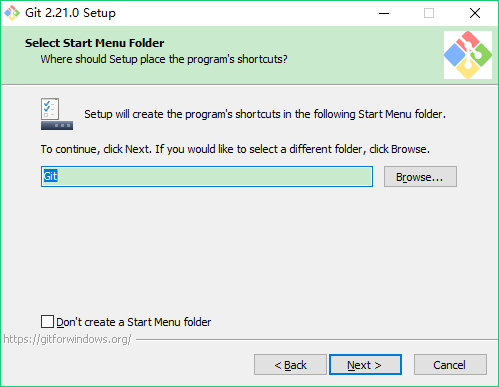 Git 2.21.0 Setup
Select Start Menu Folder
Where should Setup place the program's shortcuts?
Setup will create the program's shortcuts in the following Start Menu folder.
To continue, click Next. If you would like to select a different folder, click Browse.
Git
Browse...
Don't create a Start Menu folder
https://gitforwindows.org/
< Back
Next >
Cancel